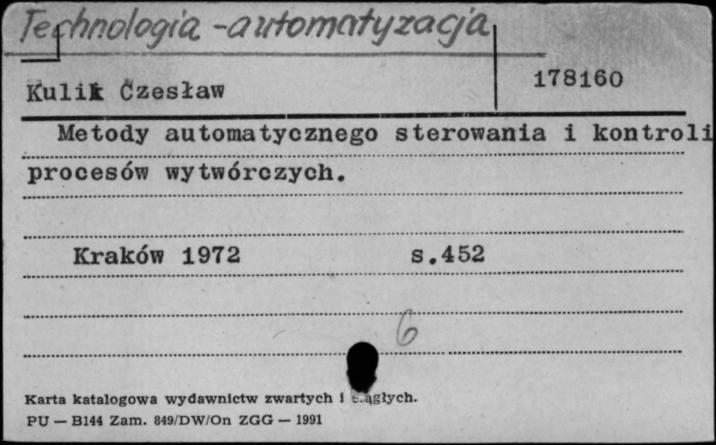 Technologia - automatyzacja
178160
Kulik Czesław
Metody automatycznego sterowania i kontroli
procesów wytwórczych.
Kraków 1972 s.452
6
Karta katalogowa wydawnictw zwartych i ciągłych.
PU — B144 Zam. 849/DW/On ZGG — 1991